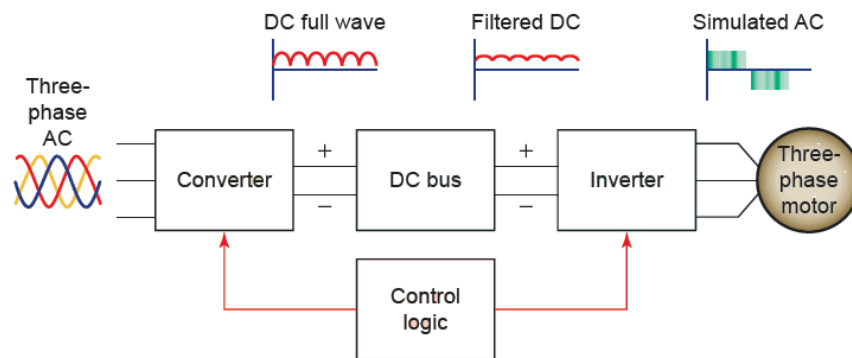 DC full wave
Filtered DC
Simulated AC
Three-
phase
AC
Converter
+
−
DC bus
+
−
Inverter
Three-
phase
motor
Control
logic